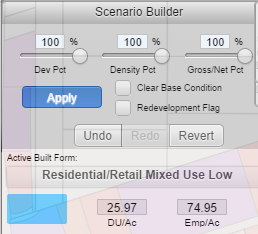 Scenario Builder
100 % 100 % 100 %
Dev Pct Density Pct Gross/Net Pct
Apply
Clear Base Condition
Redevelopment Flag
Undo Redo Revert
Active Built Form:
Residential/Retail Mixed Use Low
25.97 74.95
DU/Ac Emp/Ac